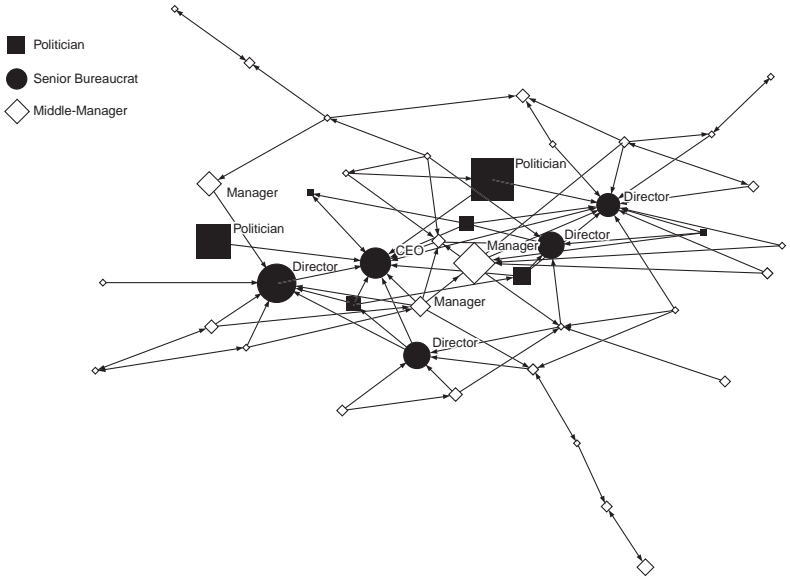 Politician
Senior Bureaucrat
Middle-Manager
Politician
Manager
Director
Politician
Director
CEO
Manager
Director
Manager
Director